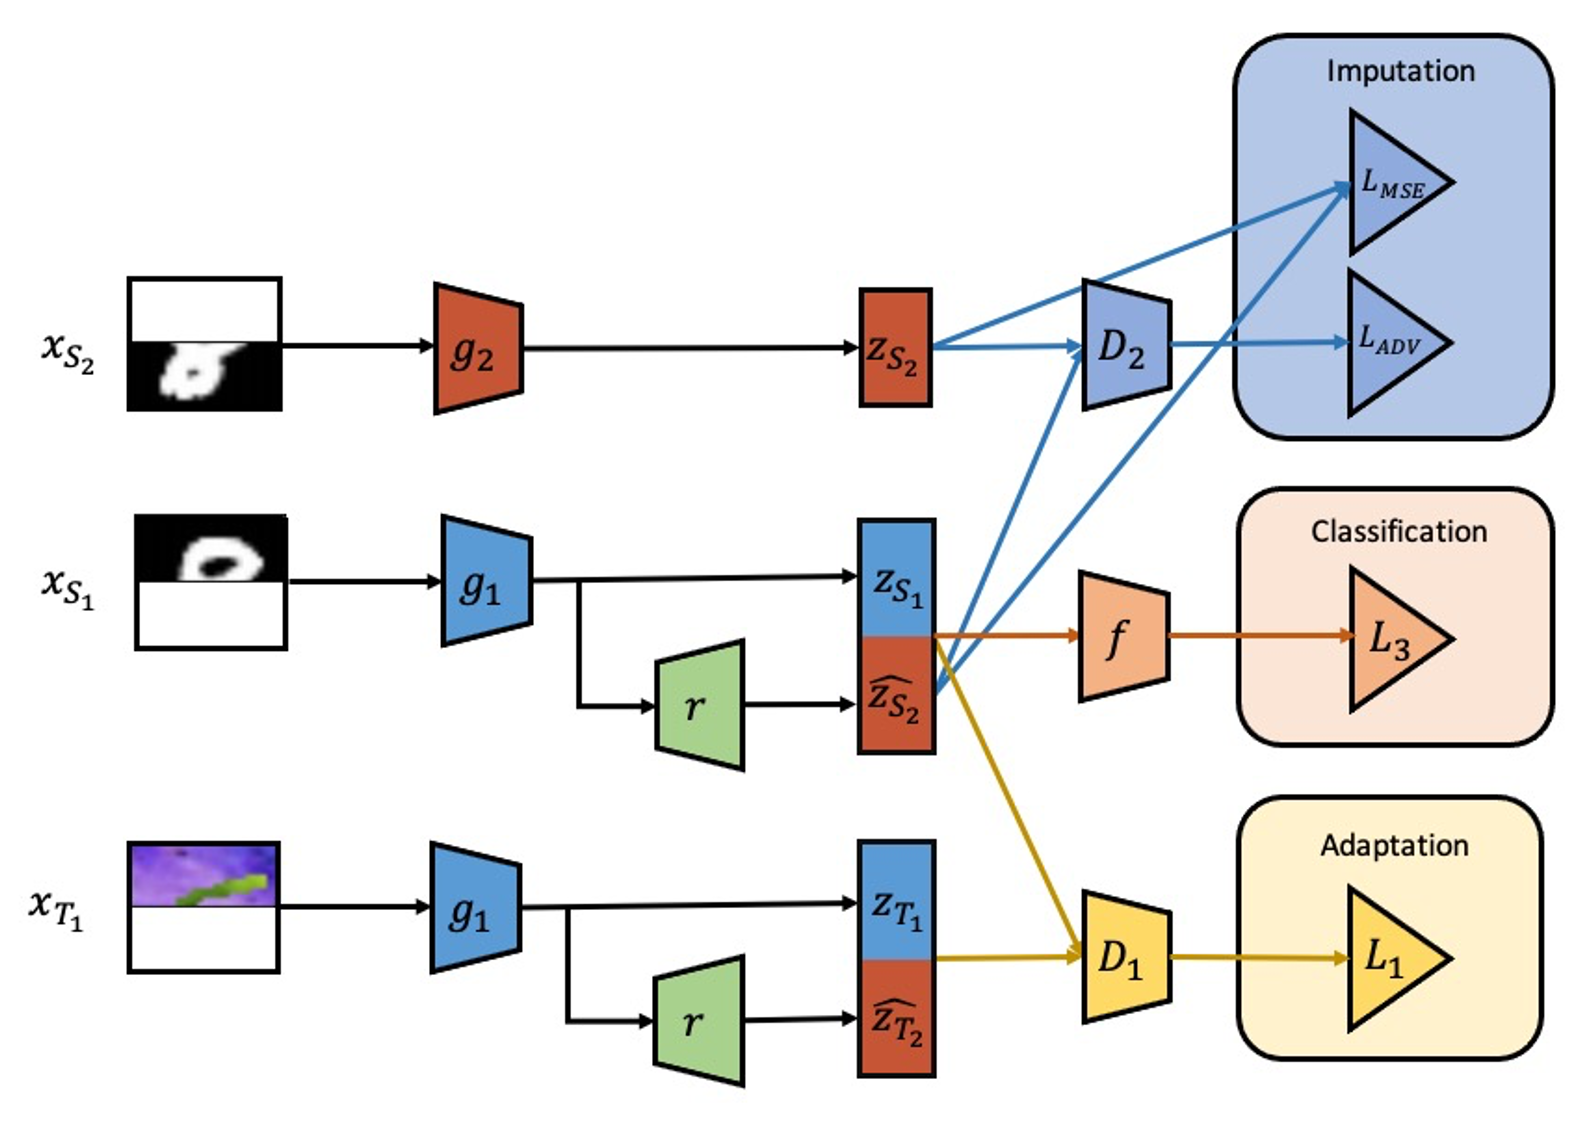 Imputation
L_{MSE}
x_{S_2}
g_2
z_{S_2}
D_2
L_{ADV}
Classification
x_{S_1}
g_1
z_{S_1}
r
\widehat{z_{S_2}}
f
L_3
Adaptation
x_{T_1}
g_1
z_{T_1}
r
\widehat{z_{T_2}}
D_1
L_1